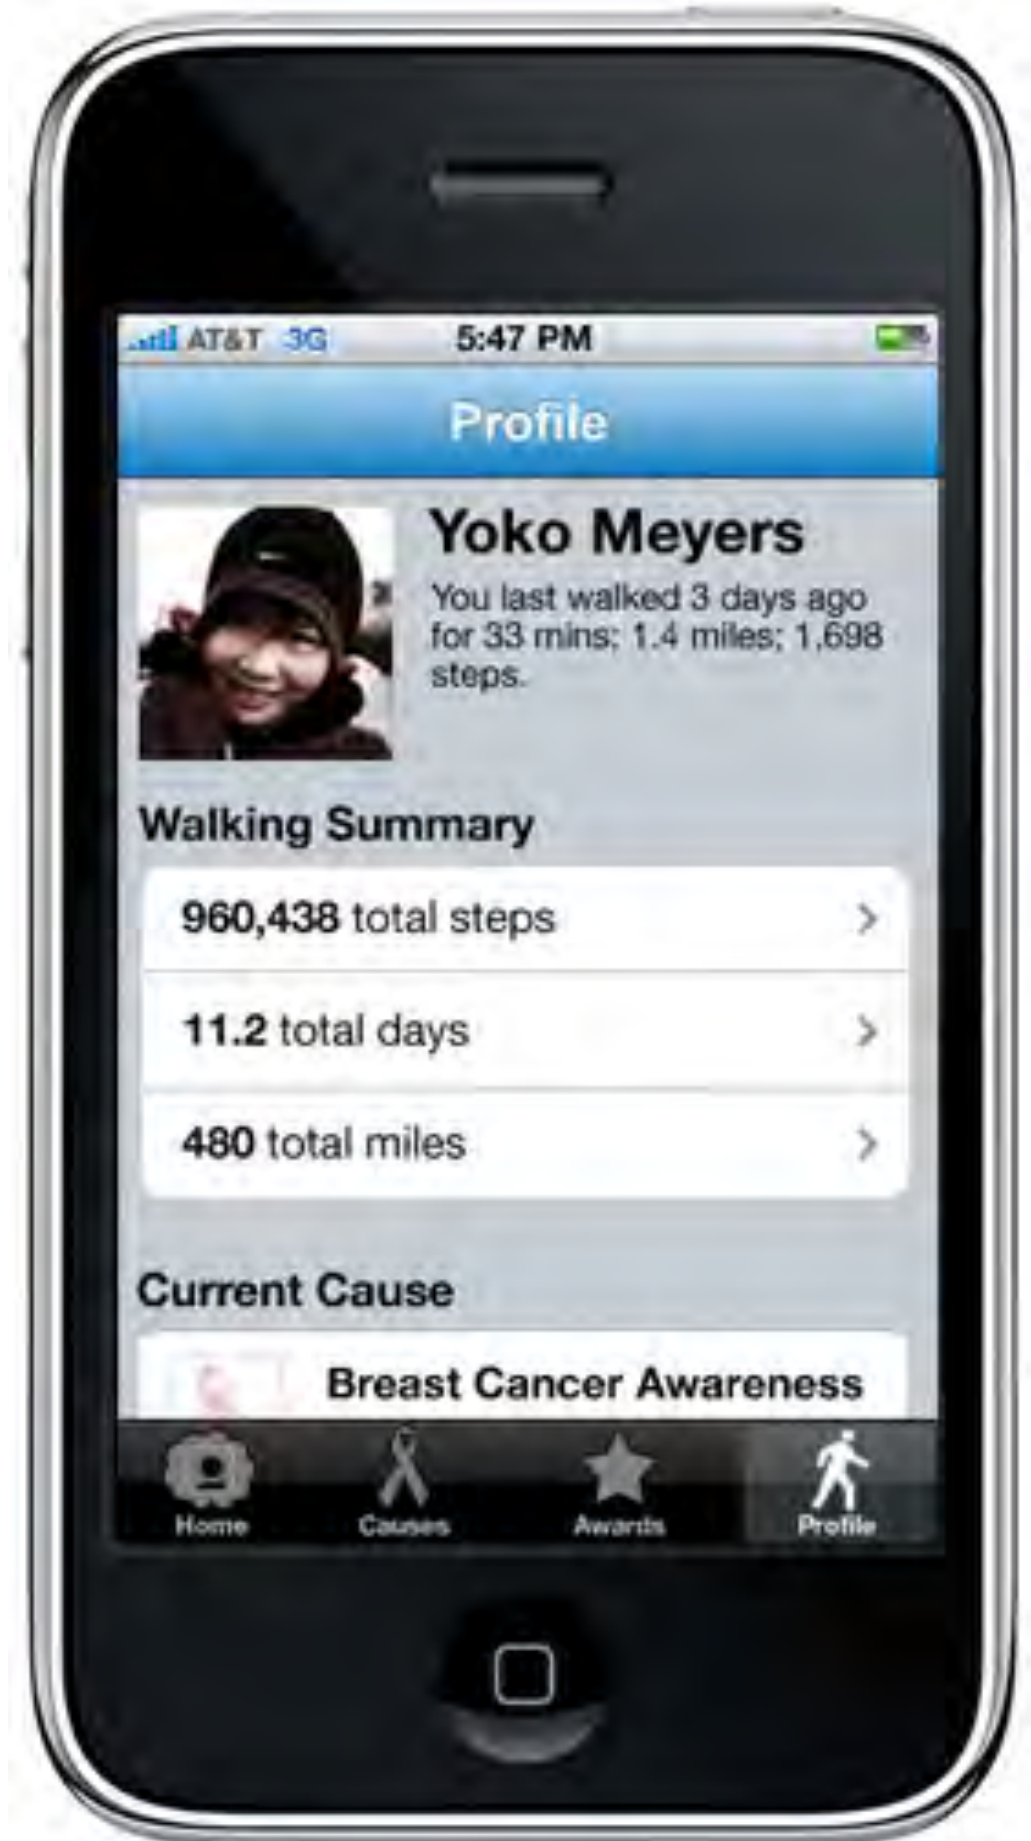 AT&T 3G 5:47 PM
Profile
Yoko Meyers
You last walked 3 days ago
for 33 mins; 1.4 miles; 1,698
steps.
Walking Summary
960,438 total steps
11.2 total days
480 total miles
Current Cause
Breast Cancer Awareness
Home Causes Awards Profile